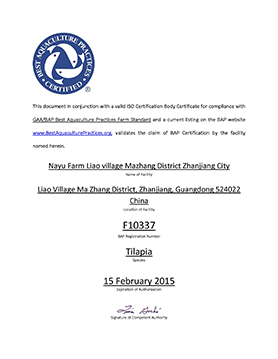 BEST AQUACULTURE PRACTICES
CERTIFIED
This document in conjunction with a valid ISO Certification Body Certificate for compliance with
GAA/BAP Best Aquaculture Practices Farm Standard and a current listing on the BAP website
www.BestAquaculturePractices.org, validates the claim of BAP Certification by the facility
named herein.
Nayu Farm Liao village Mazhang District Zhanjiang City
Name of Facility
Liao Village Ma Zhang District, Zhanjiang, Guangdong 524022
China
Location of Facility
F10337
BAP Registration Number
Tilapia
Species
15 February 2015
Expiration of Authorization
Signature of Competent Authority